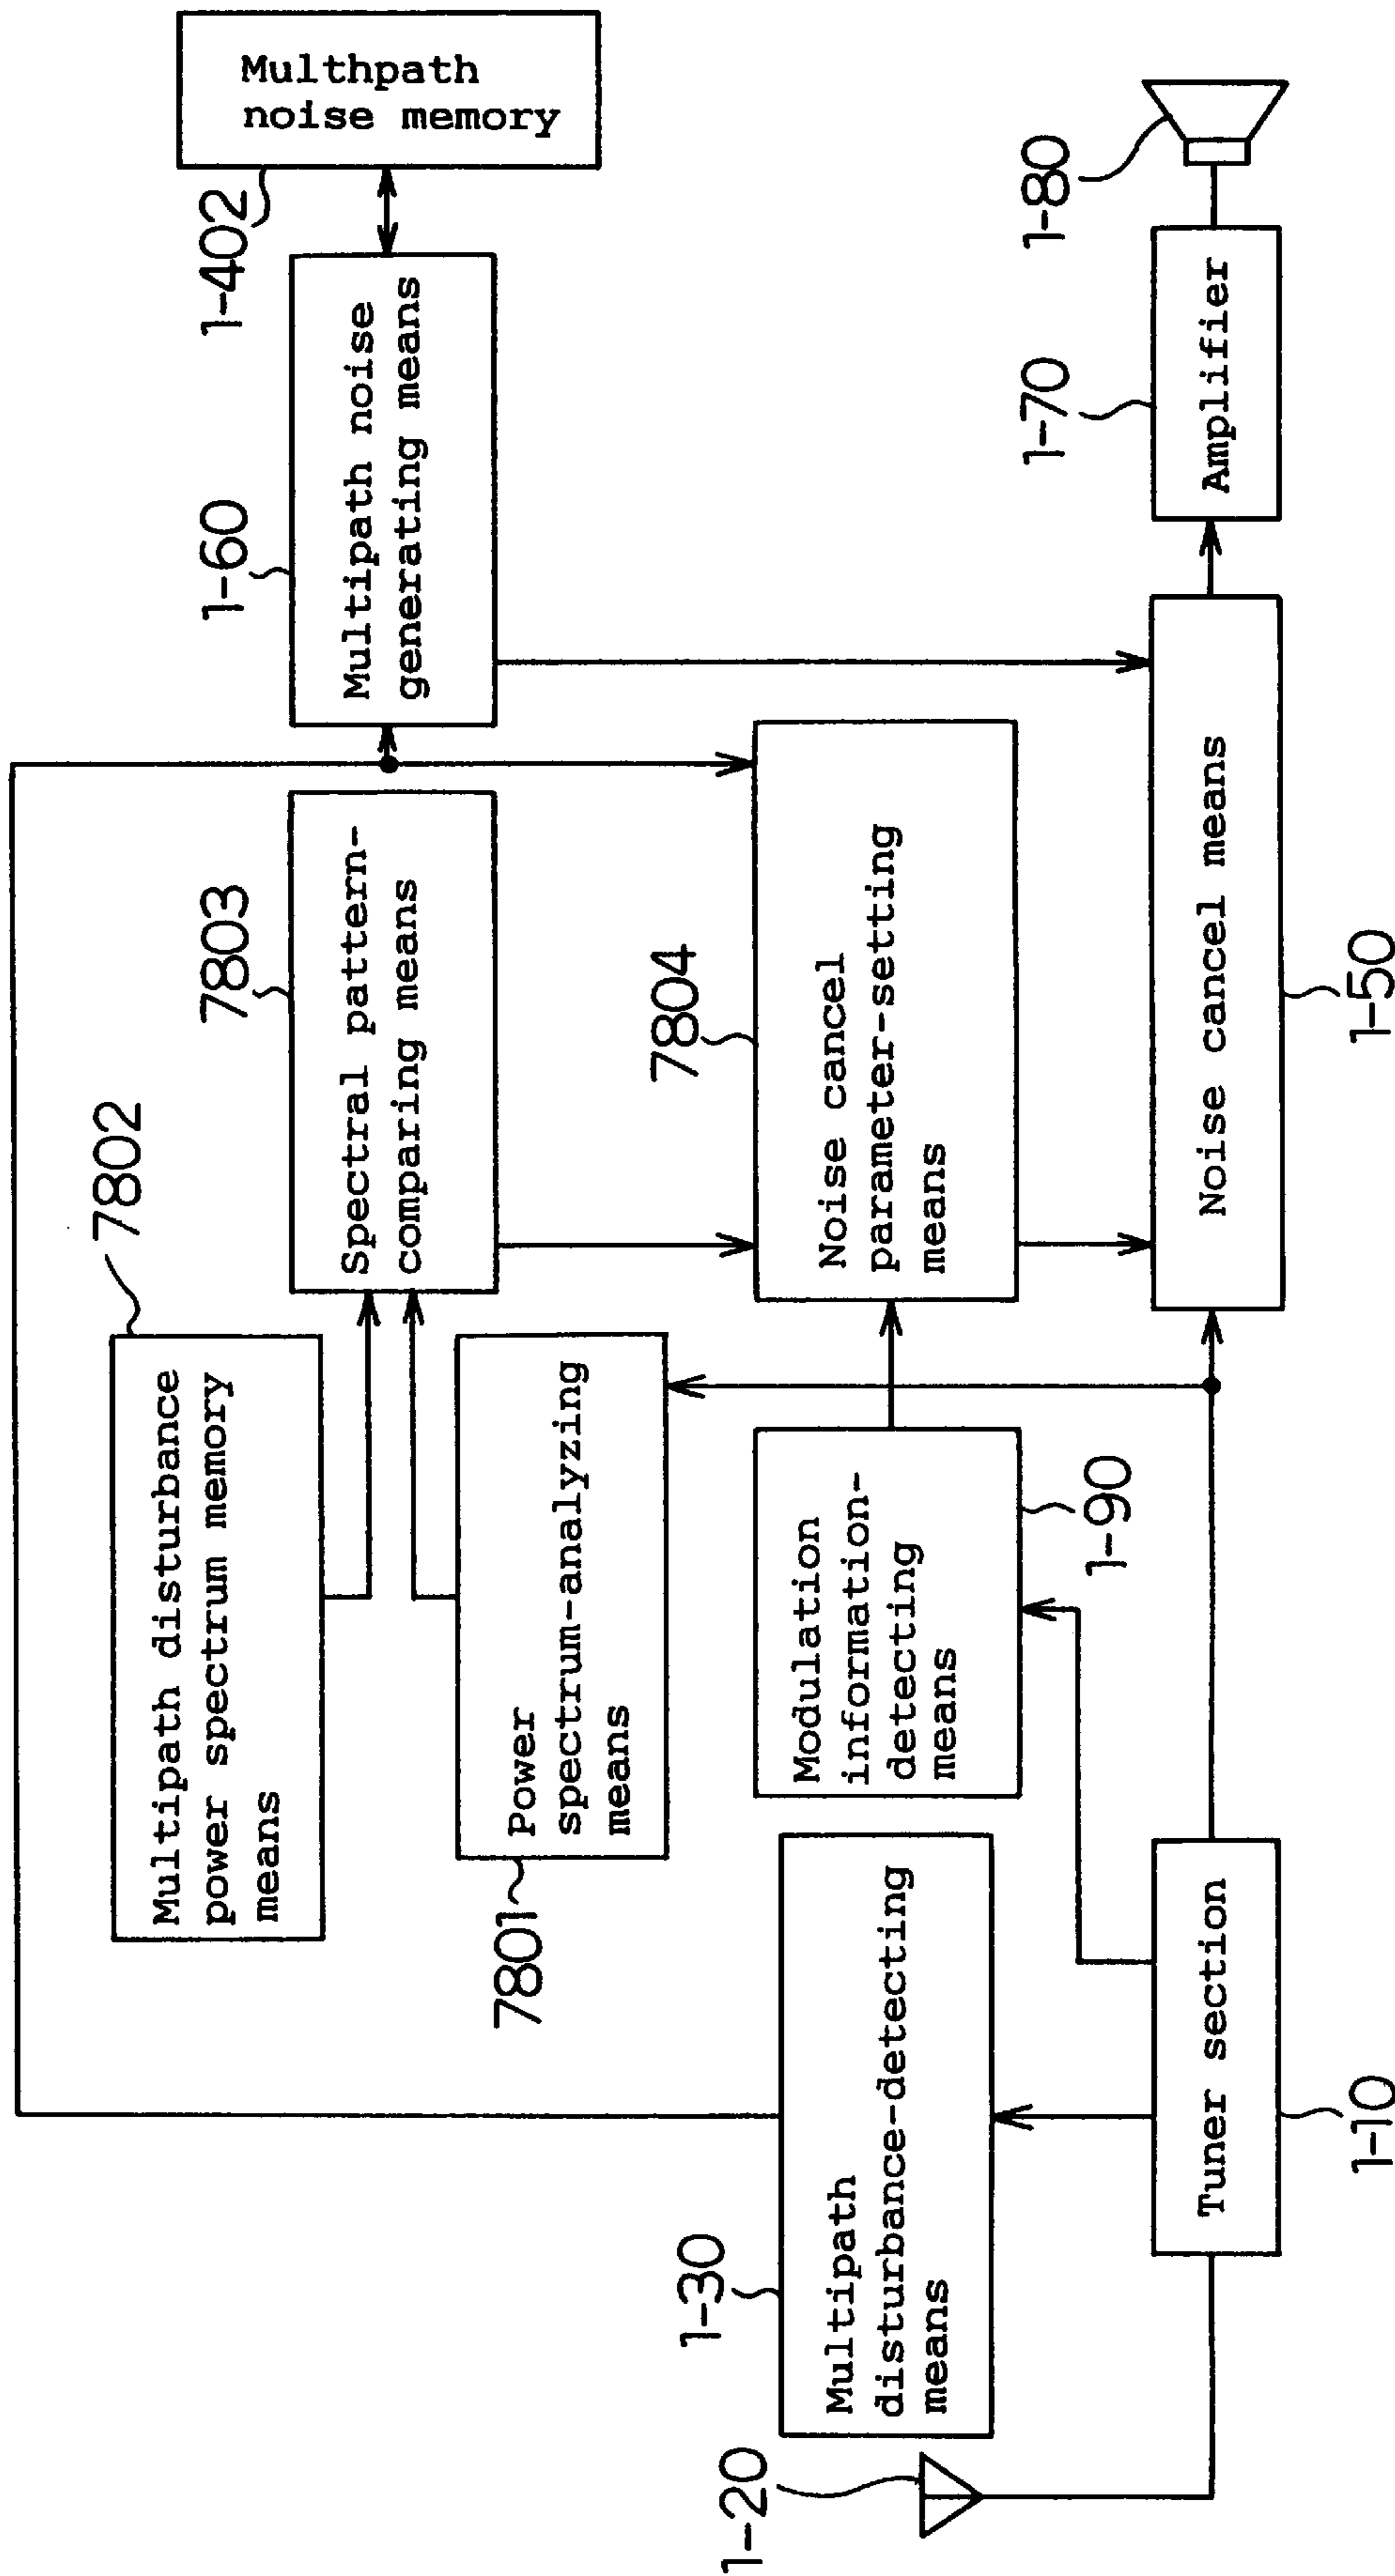 Multipath disturbance
power spectrum memory
means
7802
Power
spectrum-analyzing
means
7801
Spectral pattern-
comparing means
7803
Multipath noise
generating means
1-60
Multhpath
noise memory
1-402
Multipath
disturbance-detecting
means
1-30
Modulation
information-
detecting
means
1-90
Noise cancel
parameter-setting
means
7804
1-20
Tuner section
1-10
Noise cancel means
1-50
Amplifier
1-70
1-80